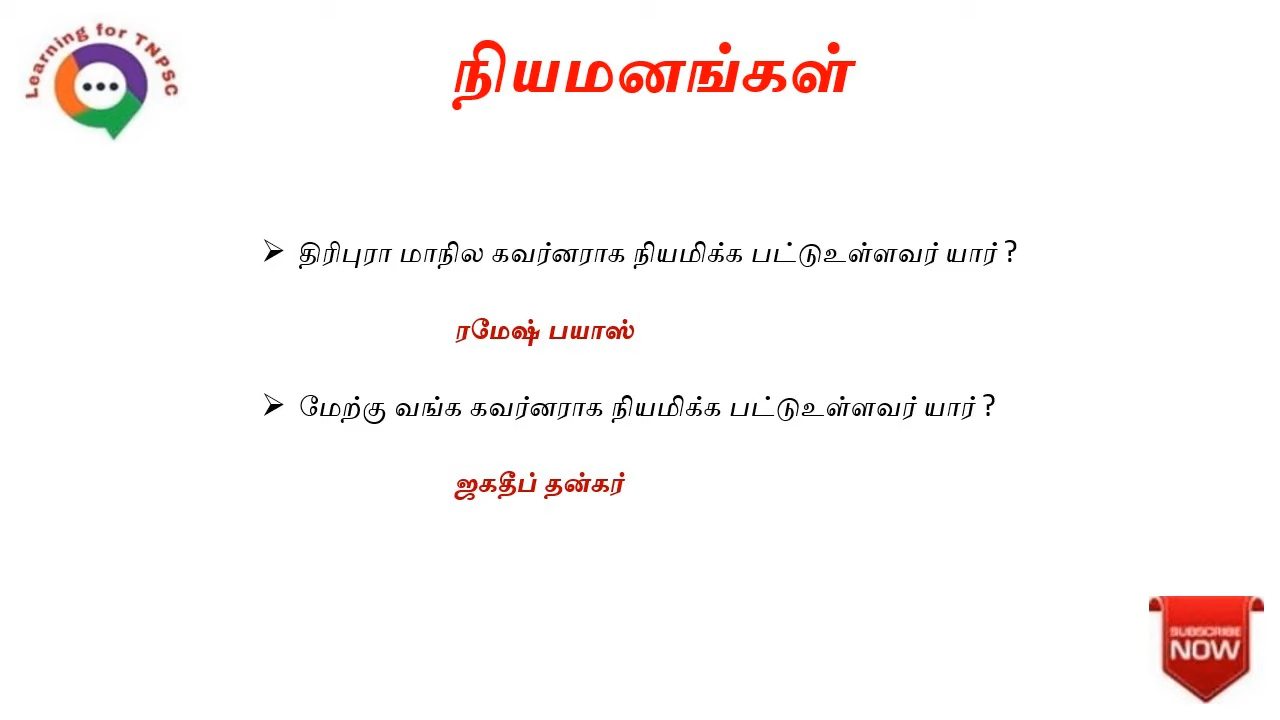 Learning for TNPSC
நியமனங்கள்
➢ திரிபுரா மாநில கவர்னராக நியமிக்க பட்டுஉள்ளவர் யார் ?
ரமேஷ் பயாஸ்
➢ மேற்கு வங்க கவர்னராக நியமிக்க பட்டுஉள்ளவர் யார் ?
ஜகதீப் தன்கர்
SUBSCRIBE
NOW